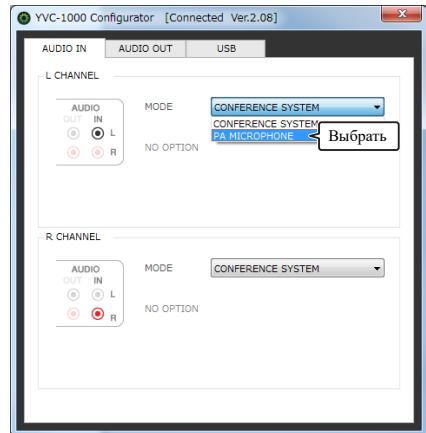 YVC-1000 Configurator [Connected Ver.2.08]
AUDIO IN AUDIO OUT USB
L CHANNEL
AUDIO
OUT IN
L
R
MODE
CONFERENCE SYSTEM
CONFERENCE SYSTEM
PA MICROPHONE
Выбрать
NO OPTION
R CHANNEL
AUDIO
OUT IN
L
R
MODE
CONFERENCE SYSTEM
NO OPTION